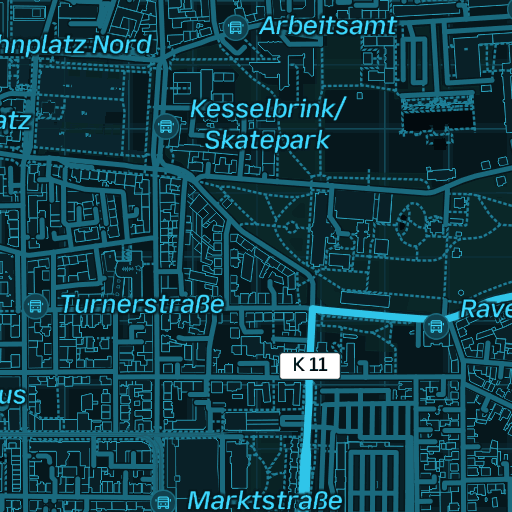 Arbeitsamt
hnplatz Nord
Kesselbrink/
Skatepark
atz
Turnerstraße
Rave
K 11
us
Marktstraße